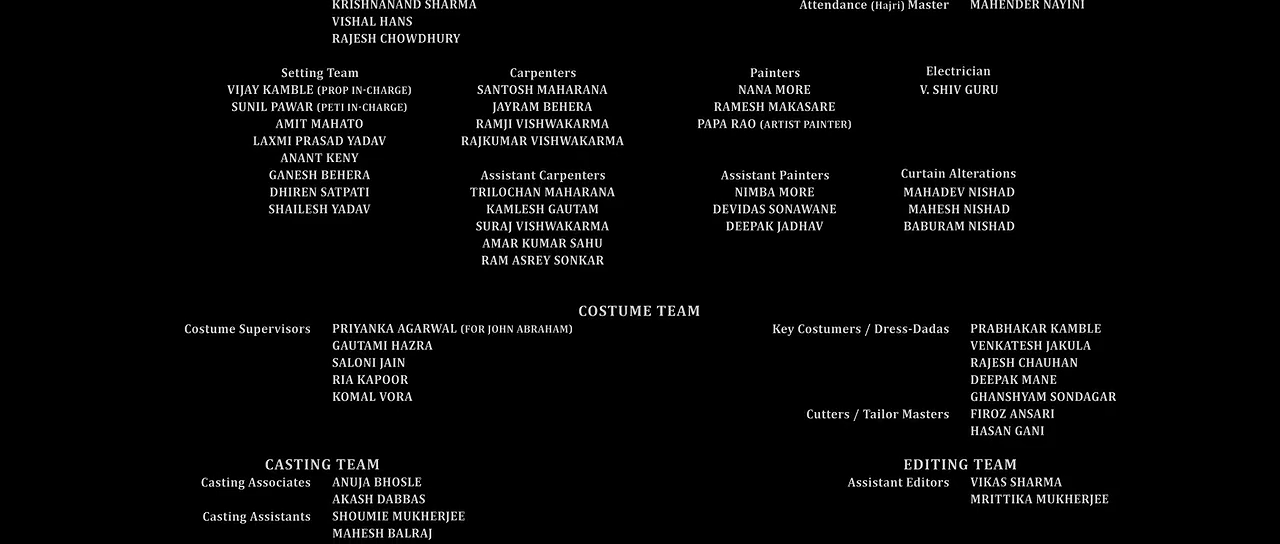 KRISHNANAND SHARMA
VISHAL HANS
RAJESH CHOWDHURY
Attendance (Hajri) Master MAHENDER NAYINI
Setting Team
VIJAY KAMBLE (PROP IN-CHARGE)
SUNIL PAWAR (PETI IN-CHARGE)
AMIT MAHATO
LAXMI PRASAD YADAV
ANANT KENY
GANESH BEHERA
DHIREN SATPATI
SHAILESH YADAV
Carpenters
SANTOSH MAHARANA
JAYRAM BEHERA
RAMJI VISHWAKARMA
RAJKUMAR VISHWAKARMA
Assistant Carpenters
TRILOCHAN MAHARANA
KAMLESH GAUTAM
SURAJ VISHWAKARMA
AMAR KUMAR SAHU
RAM ASREY SONKAR
Painters
NANA MORE
RAMESH MAKASARE
PAPA RAO (ARTIST PAINTER)
Assistant Painters
NIMBA MORE
DEVIDAS SONAWANE
DEEPAK JADHAV
Electrician
V. SHIV GURU
Curtain Alterations
MAHADEV NISHAD
MAHESH NISHAD
BABURAM NISHAD
COSTUME TEAM
Costume Supervisors PRIYANKA AGARWAL (FOR JOHN ABRAHAM)
GAUTAMI HAZRA
SALONI JAIN
RIA KAPOOR
KOMAL VORA
Key Costumers / Dress-Dadas PRABHAKAR KAMBLE
VENKATESH JAKULA
RAJESH CHAUHAN
DEEPAK MANE
GHANSHYAM SONDAGAR
Cutters / Tailor Masters FIROZ ANSARI
HASAN GANI
CASTING TEAM
Casting Associates ANUJA BHOSLE
AKASH DABBAS
Casting Assistants SHOUMIE MUKHERJEE
MAHESH BALRAJ
EDITING TEAM
Assistant Editors VIKAS SHARMA
MRITTIKA MUKHERJEE